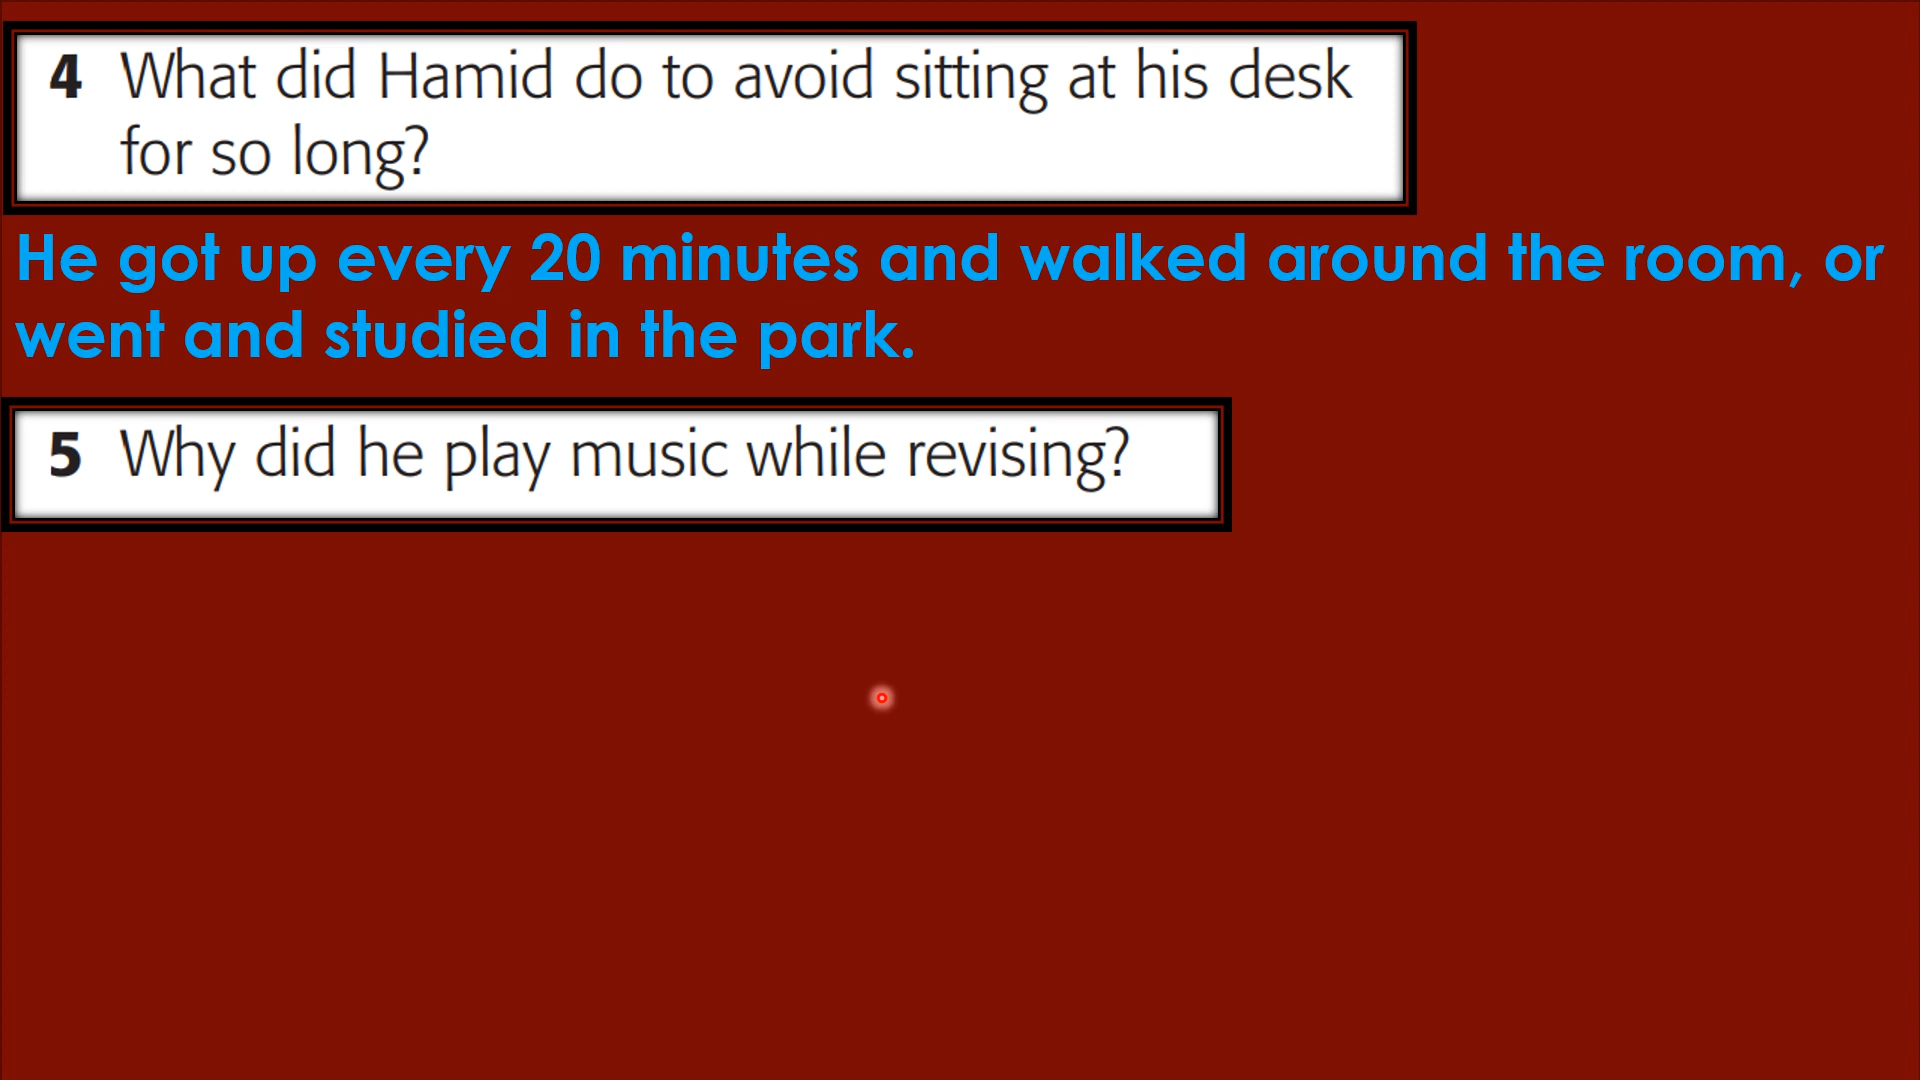 4 What did Hamid do to avoid sitting at his desk
for so long?
He got up every 20 minutes and walked around the room, or
went and studied in the park.
5 Why did he play music while revising?